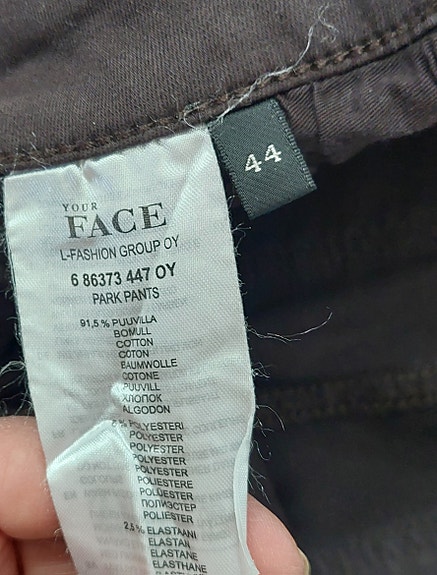 44
YOUR
FACE
L-FASHION GROUP OY
6 86373 447 OY
PARK PANTS
91,5 % PUUVILLA
BOMULL
COTTON
COTON
BAUMWOLLE
COTONE
PUUVILL
ХЛОПОК
ALGODON
% POLYESTERI
POLYESTER
POLYESTER
POLYESTER
POLYESTER
POLIESTERE
POLÜESTER
ПОЛИЭСТЕР
POLIESTER
2,5 % ELASTAANI
ELASTAN
ELASTANE
ELASTHAN
ELASTHANE